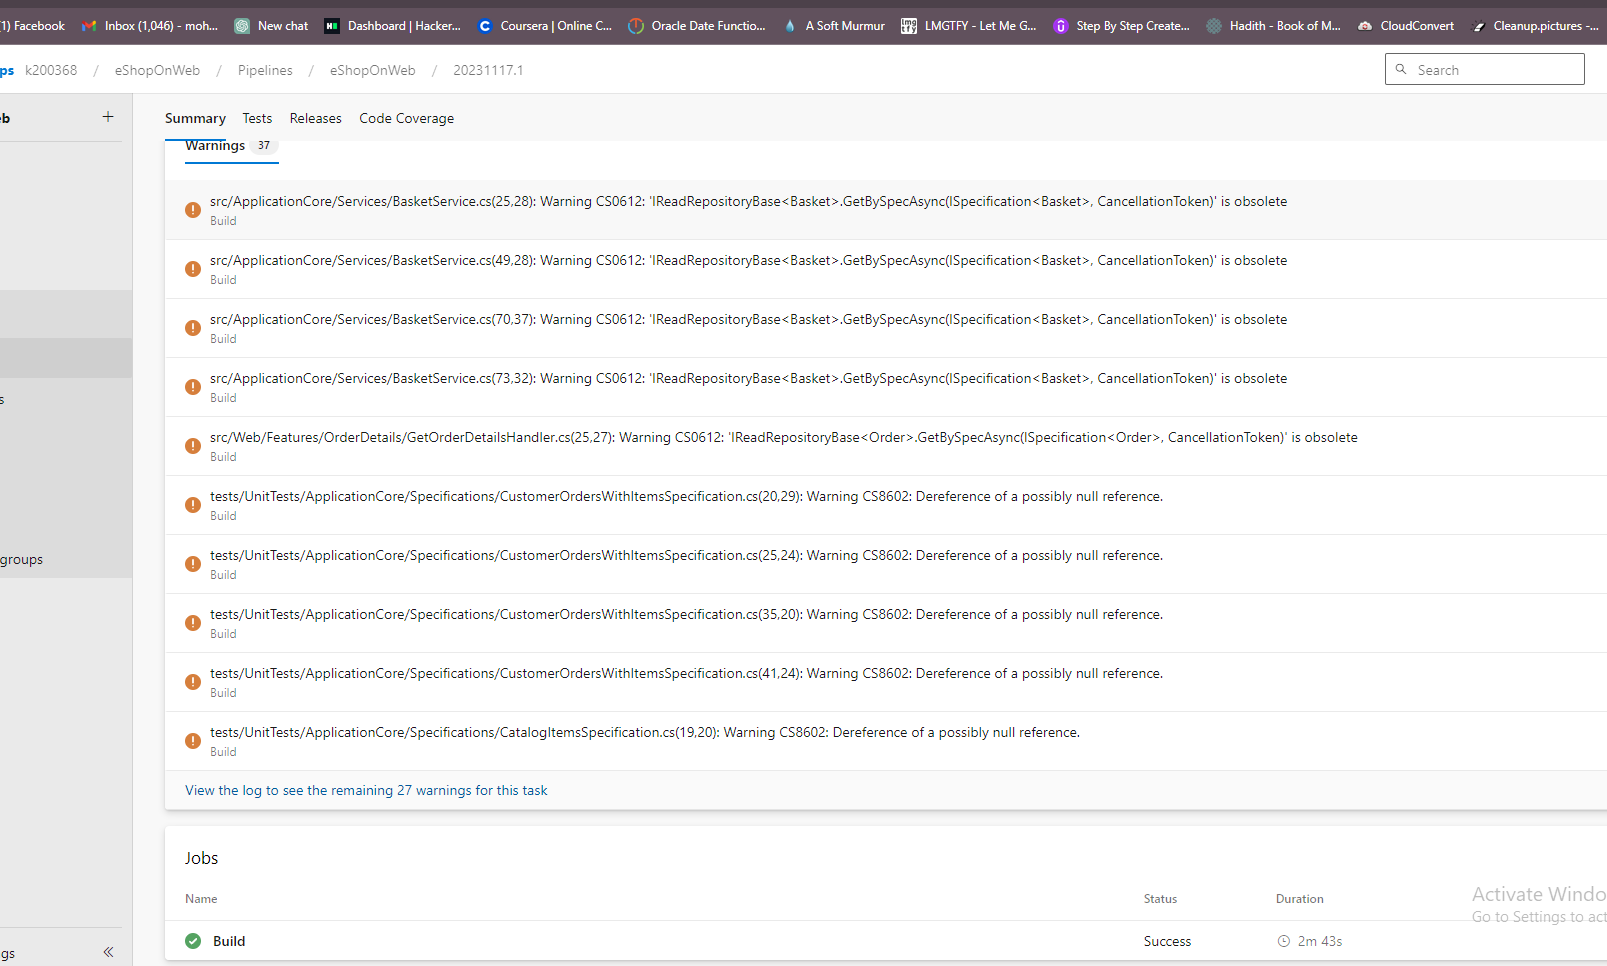 (1) Facebook Inbox (1,046) - moh... New chat Dashboard | Hacker... Coursera | Online C... Oracle Date Functio... A Soft Murmur LMGTFY - Let Me G... Step By Step Create... Hadith - Book of M... CloudConvert Cleanup.pictures -...
ps k200368 / eShopOnWeb / Pipelines / eShopOnWeb / 20231117.1
Search
eb +
Summary Tests Releases Code Coverage
Warnings 37
src/ApplicationCore/Services/BasketService.cs(25,28): Warning CS0612: 'IReadRepositoryBase<Basket>.GetBySpecAsync(ISpecification<Basket>, CancellationToken)' is obsolete
Build
src/ApplicationCore/Services/BasketService.cs(49,28): Warning CS0612: 'IReadRepositoryBase<Basket>.GetBySpecAsync(ISpecification<Basket>, CancellationToken)' is obsolete
Build
src/ApplicationCore/Services/BasketService.cs(70,37): Warning CS0612: 'IReadRepositoryBase<Basket>.GetBySpecAsync(ISpecification<Basket>, CancellationToken)' is obsolete
Build
src/ApplicationCore/Services/BasketService.cs(73,32): Warning CS0612: 'IReadRepositoryBase<Basket>.GetBySpecAsync(ISpecification<Basket>, CancellationToken)' is obsolete
Build
s
src/Web/Features/OrderDetails/GetOrderDetailsHandler.cs(25,27): Warning CS0612: 'IReadRepositoryBase<Order>.GetBySpecAsync(ISpecification<Order>, CancellationToken)' is obsolete
Build
tests/UnitTests/ApplicationCore/Specifications/CustomerOrdersWithItemsSpecification.cs(20,29): Warning CS8602: Dereference of a possibly null reference.
Build
tests/UnitTests/ApplicationCore/Specifications/CustomerOrdersWithItemsSpecification.cs(25,24): Warning CS8602: Dereference of a possibly null reference.
Build
groups
tests/UnitTests/ApplicationCore/Specifications/CustomerOrdersWithItemsSpecification.cs(35,20): Warning CS8602: Dereference of a possibly null reference.
Build
tests/UnitTests/ApplicationCore/Specifications/CustomerOrdersWithItemsSpecification.cs(41,24): Warning CS8602: Dereference of a possibly null reference.
Build
tests/UnitTests/ApplicationCore/Specifications/CatalogItemsSpecification.cs(19,20): Warning CS8602: Dereference of a possibly null reference.
Build
View the log to see the remaining 27 warnings for this task
Jobs
Name Status Duration
Build Success 2m 43s
Activate Windo
Go to Settings to act
gs